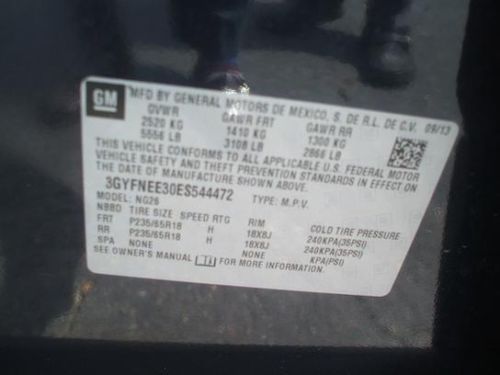 GM
MFD BY GENERAL MOTORS DE MEXICO, S. DE R.L. DE C.V. 09/13
GVWR GAWR FRT GAWR RR
2520 KG 1410 KG 1300 KG
5556 LB 3108 LB 2866 LB
THIS VEHICLE CONFORMS TO ALL APPLICABLE U.S. FEDERAL MOTOR
VEHICLE SAFETY AND THEFT PREVENTION STANDARDS IN EFFECT ON
THE DATE OF MANUFACTURE SHOWN ABOVE.
3GYFNEE30ES544472 TYPE: M.P.V.
MODEL: NG26
NBBD TIRE SIZE SPEED RTG RIM COLD TIRE PRESSURE
FRT P235/65R18 H 18X8J 240KPA(35PSI)
RR P235/65R18 H 18X8J 240KPA(35PSI)
SPA NONE NONE KPA(PSI)
SEE OWNER'S MANUAL FOR MORE INFORMATION.